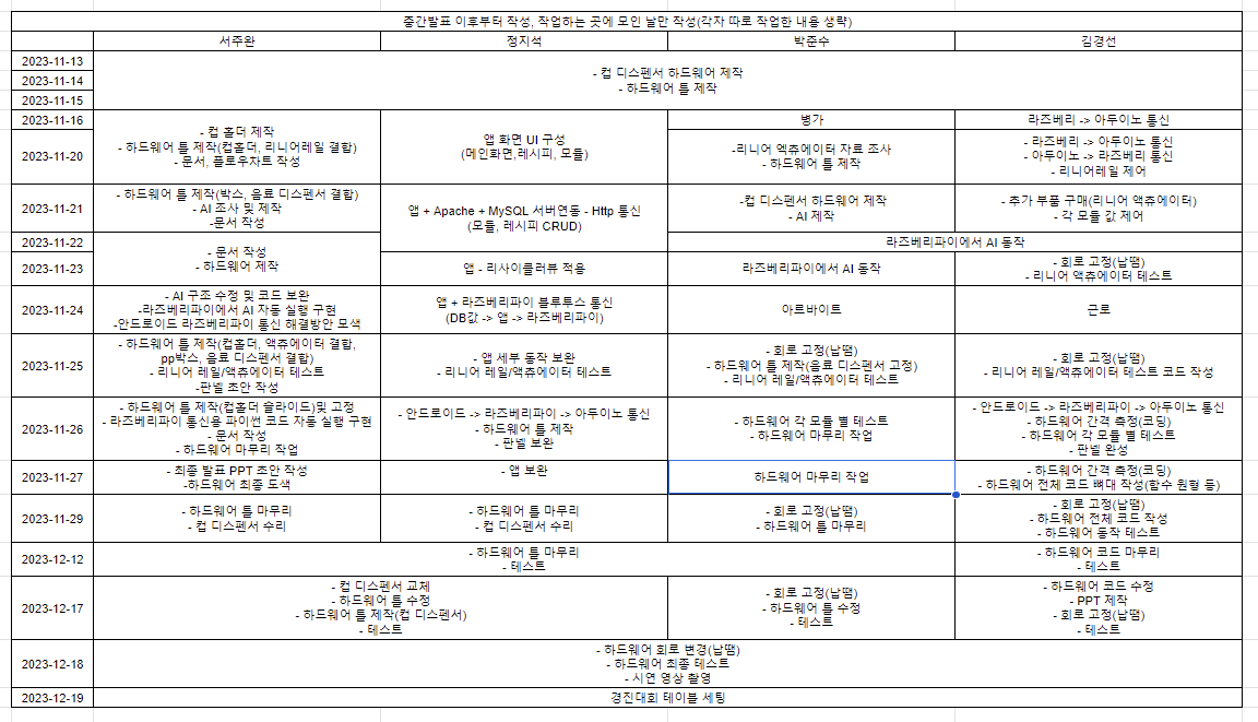 중간발표 이후부터 작성, 작업하는 곳에 모인 날만 작성(각자 따로 작업한 내용 생략)
서주완 정지석 박준수 김경선
2023-11-13
2023-11-14
2023-11-15
- 컵 디스펜서 하드웨어 제작
- 하드웨어 틀 제작
2023-11-16
2023-11-20
- 컵 홀더 제작
- 하드웨어 틀 제작(컵홀더, 리니어레일 결합)
- 문서, 플로우차트 작성
앱 화면 UI 구성
(메인화면,레시피, 모듈)
병가
-리니어 엑츄에이터 자료 조사
- 하드웨어 틀 제작
라즈베리 -> 아두이노 통신
- 라즈베리 -> 아두이노 통신
- 아두이노 -> 라즈베리 통신
- 리니어레일 제어
2023-11-21
- 하드웨어 틀 제작(박스, 음료 디스펜서 결합)
- AI 조사 및 제작
-문서 작성
앱 + Apache + MySQL 서버연동 - Http 통신
(모듈, 레시피 CRUD)
-컵 디스펜서 하드웨어 제작
- AI 제작
- 추가 부품 구매(리니어 액츄에이터)
- 각 모듈 값 제어
2023-11-22
2023-11-23
- 문서 작성
- 하드웨어 제작
라즈베리파이에서 AI 동작
앱 - 리사이클러뷰 적용
라즈베리파이에서 AI 동작
- 회로 고정(납땜)
- 리니어 액츄에이터 테스트
2023-11-24
- AI 구조 수정 및 코드 보완
-라즈베리파이에서 AI 자동 실행 구현
-안드로이드 라즈베리파이 통신 해결방안 모색
앱 + 라즈베리파이 블루투스 통신
(DB값 -> 앱 -> 라즈베리파이)
아르바이트
근로
2023-11-25
- 하드웨어 틀 제작(컵홀더, 액츄에이터 결합,
pp박스, 음료 디스펜서 결합)
- 리니어 레일/액츄에이터 테스트
-판넬 초안 작성
- 앱 세부 동작 보완
- 리니어 레일/액츄에이터 테스트
- 회로 고정(납땜)
- 하드웨어 틀 제작(음료 디스펜서 고정)
- 리니어 레일/액츄에이터 테스트
- 회로 고정(납땜)
- 리니어 레일/액츄에이터 테스트 코드 작성
2023-11-26
- 하드웨어 틀 제작(컵홀더 슬라이드)및 고정
- 라즈베리파이 통신용 파이썬 코드 자동 실행 구현
- 문서 작성
- 하드웨어 마무리 작업
- 안드로이드 -> 라즈베리파이 -> 아두이노 통신
- 하드웨어 틀 제작
- 판넬 보완
- 하드웨어 각 모듈 별 테스트
- 하드웨어 마무리 작업
- 안드로이드 -> 라즈베리파이 -> 아두이노 통신
- 하드웨어 간격 측정(코딩)
- 하드웨어 각 모듈 별 테스트
- 판넬 완성
2023-11-27
- 최종 발표 PPT 초안 작성
-하드웨어 최종 도색
- 앱 보완
하드웨어 마무리 작업
- 하드웨어 간격 측정(코딩)
- 하드웨어 전체 코드 뼈대 작성(함수 원형 등)
2023-11-29
- 하드웨어 틀 마무리
- 컵 디스펜서 수리
- 하드웨어 틀 마무리
- 컵 디스펜서 수리
- 회로 고정(납땜)
- 하드웨어 틀 마무리
- 회로 고정(납땜)
- 하드웨어 전체 코드 작성
- 하드웨어 동작 테스트
2023-12-12
- 하드웨어 틀 마무리
- 테스트
- 하드웨어 코드 마무리
- 테스트
2023-12-17
- 컵 디스펜서 교체
- 하드웨어 틀 수정
- 하드웨어 틀 제작(컵 디스펜서)
- 테스트
- 회로 고정(납땜)
- 하드웨어 틀 수정
- 테스트
- 하드웨어 코드 수정
- PPT 제작
- 회로 고정(납땜)
- 테스트
2023-12-18
- 하드웨어 회로 변경(납땜)
- 하드웨어 최종 테스트
- 시연 영상 촬영
2023-12-19
경진대회 테이블 세팅